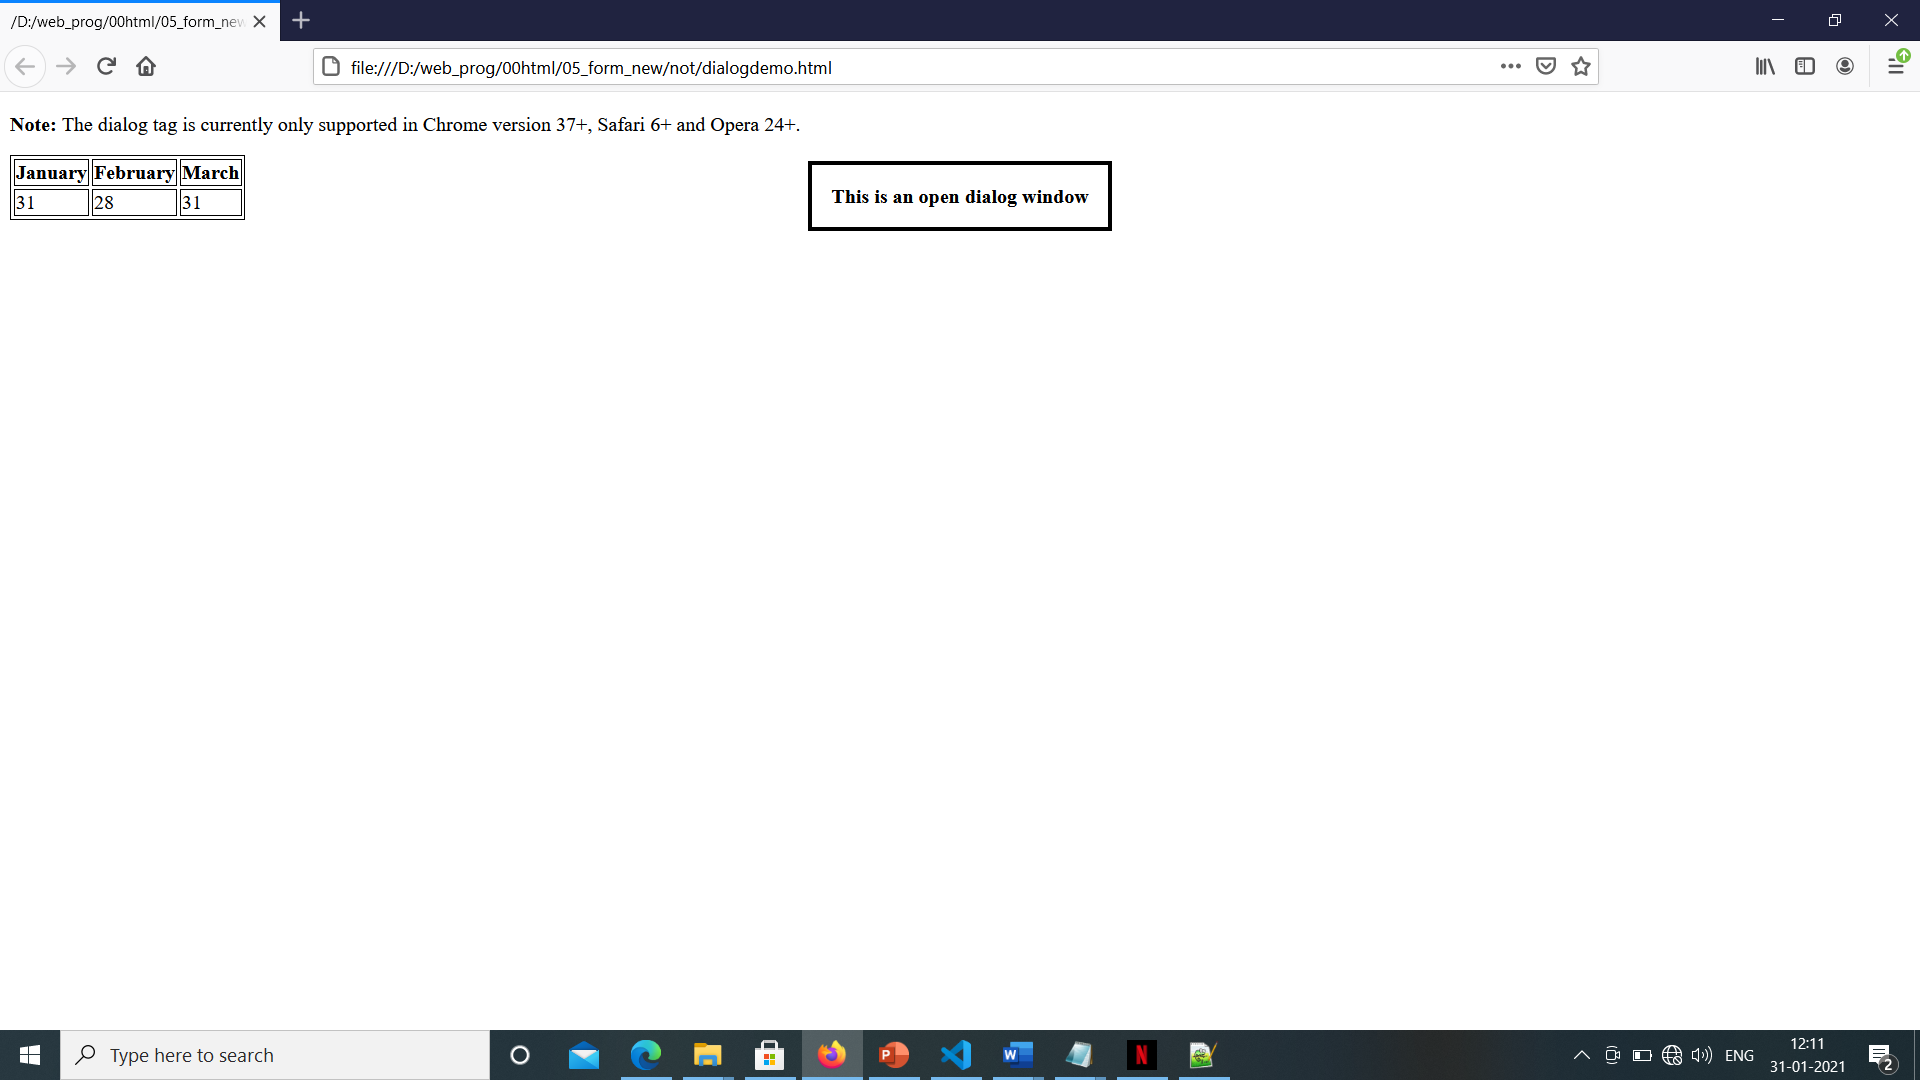 /D:/web_prog/00html/05_form_new
file:///D:/web_prog/00html/05_form_new/not/dialogdemo.html
Note: The dialog tag is currently only supported in Chrome version 37+, Safari 6+ and Opera 24+.
January February March
31 28 31
This is an open dialog window
Type here to search
ENG
12:11
31-01-2021
2